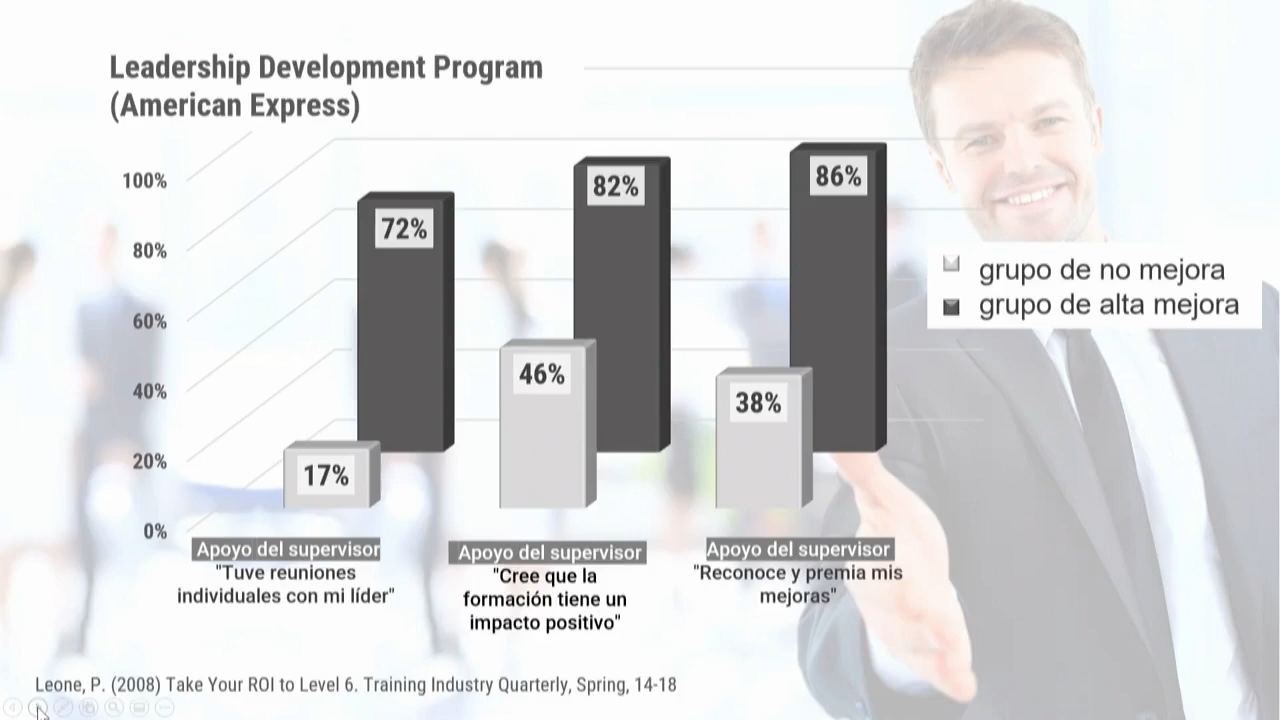 Leadership Development Program
(American Express)
100%
80%
60%
40%
20%
0%
72%
82%
86%
17%
46%
38%
grupo de no mejora
grupo de alta mejora
Apoyo del supervisor
"Tuve reuniones
individuales con mi líder"
Apoyo del supervisor
"Cree que la
formación tiene un
impacto positivo"
Apoyo del supervisor
"Reconoce y premia mis
mejoras"
Leone, P. (2008) Take Your ROI to Level 6. Training Industry Quarterly, Spring, 14-18